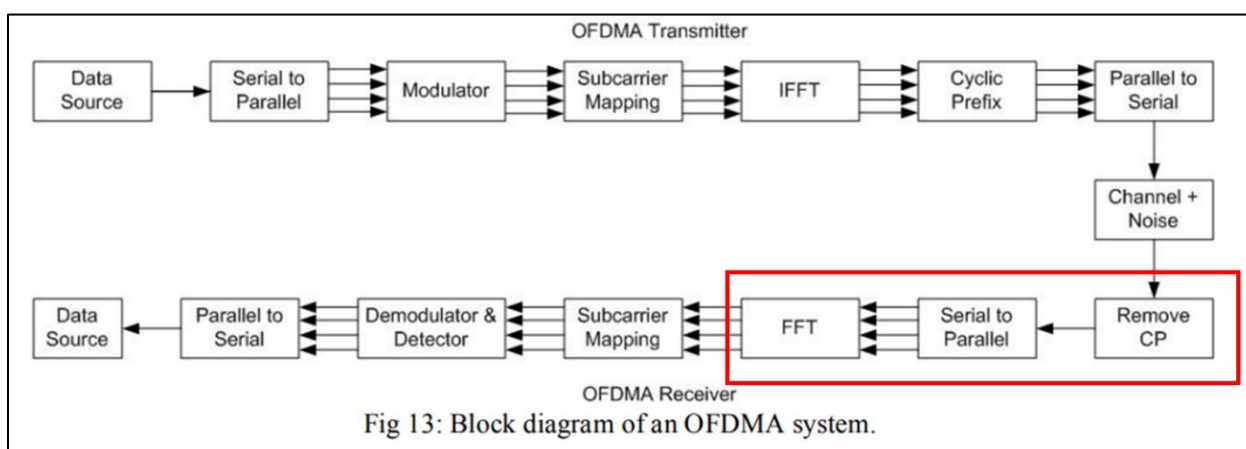 OFDMA Transmitter
Data
Source
Serial to
Parallel
Modulator
Subcarrier
Mapping
IFFT
Cyclic
Prefix
Parallel to
Serial
Channel +
Noise
Data
Source
Parallel to
Serial
Demodulator &
Detector
Subcarrier
Mapping
FFT
Serial to
Parallel
Remove
CP
OFDMA Receiver
Fig 13: Block diagram of an OFDMA system.